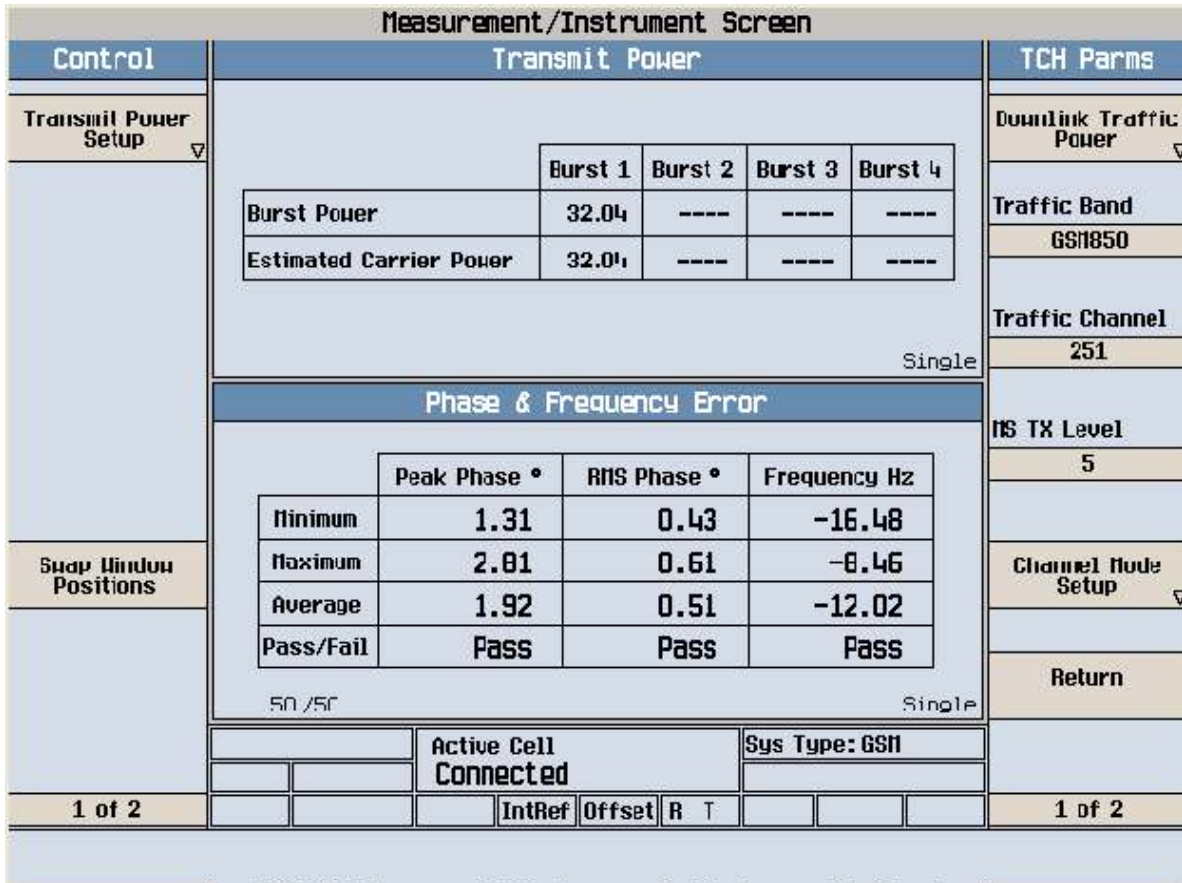 Measurement/Instrument Screen
Control
Transmit Power
TCH Parms
Transmit Power
Setup
Downlink Traffic
Power
Burst 1 Burst 2 Burst 3 Burst 4
Burst Power 32.04 ---- ---- ----
Estimated Carrier Power 32.04 ---- ---- ----
Single
Traffic Band
GSM850
Traffic Channel
251
MS TX Level
5
Phase & Frequency Error
Peak Phase ° RMS Phase ° Frequency Hz
Minimum 1.31 0.43 -16.48
Maximum 2.81 0.61 -8.46
Average 1.92 0.51 -12.02
Pass/Fail Pass Pass Pass
50/50
Single
Swap Window
Positions
Channel Mode
Setup
Return
Active Cell
Connected
Sys Type: GSM
IntRef Offset R T
1 of 2
1 of 2